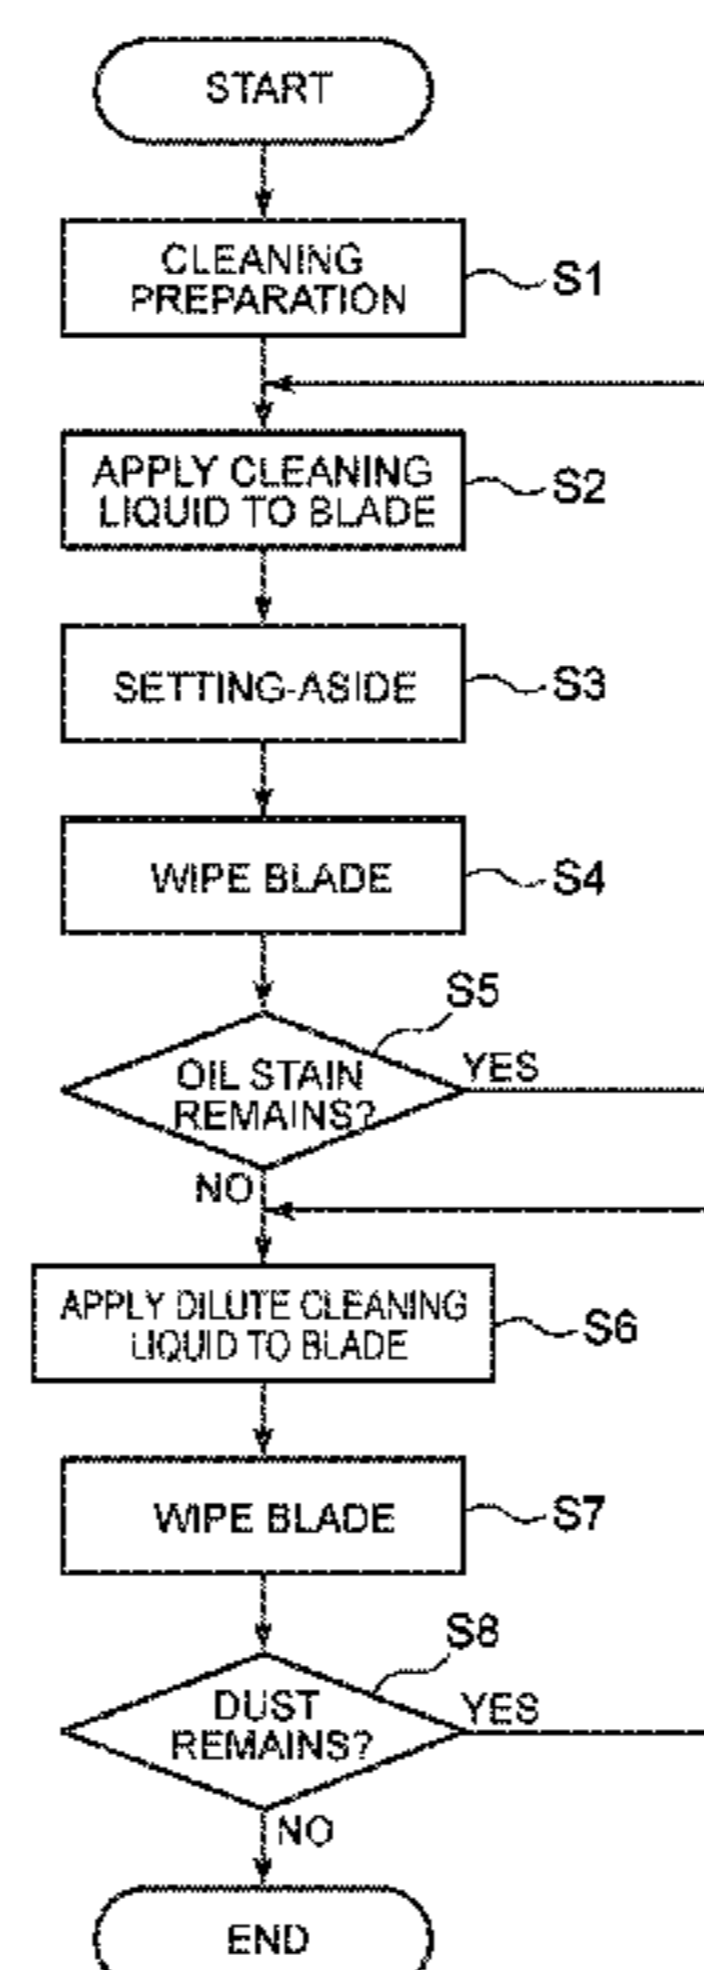 START
CLEANING
PREPARATION
S1
APPLY CLEANING
LIQUID TO BLADE
S2
SETTING-ASIDE
S3
WIPE BLADE
S4
S5
OIL STAIN
REMAINS?
YES
NO
APPLY DILUTE CLEANING
LIQUID TO BLADE
S6
WIPE BLADE
S7
S8
DUST
REMAINS?
YES
NO
END